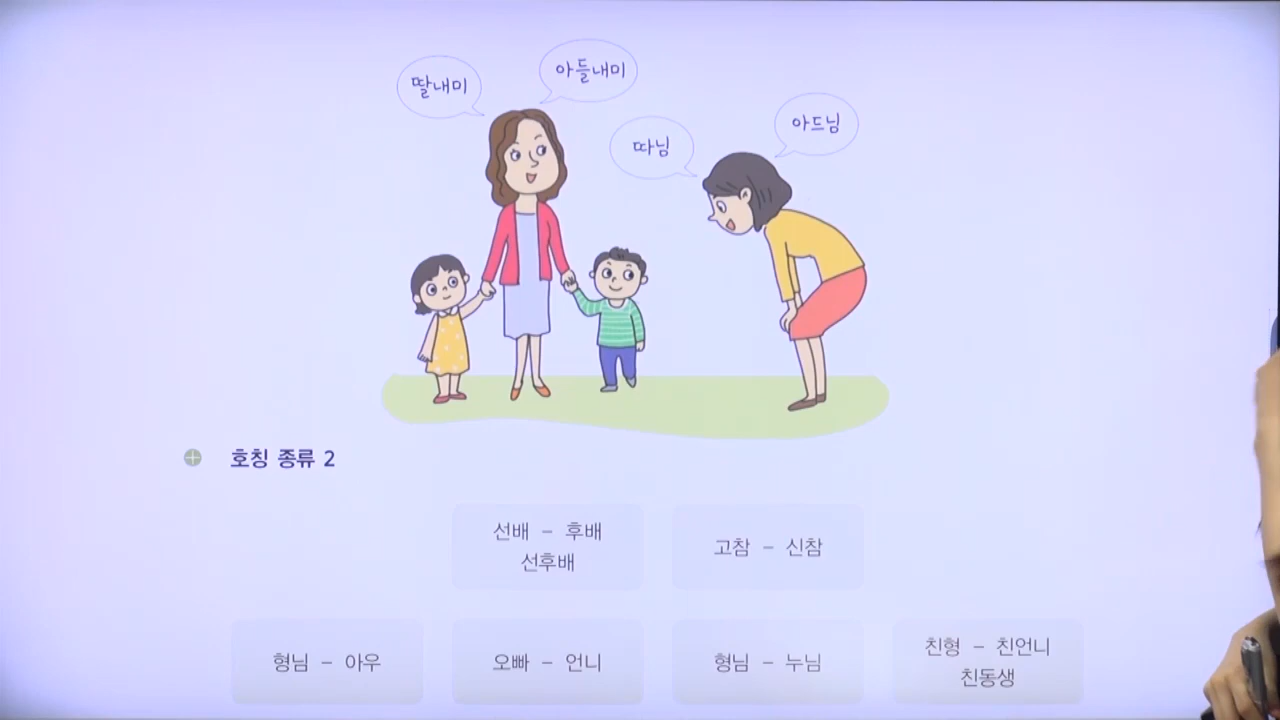 딸내미
아들내미
따님
아드님
호칭 종류 2
선배 – 후배
선후배
고참 – 신참
형님 – 아우
오빠 – 언니
형님 – 누님
친형 – 친언니
친동생